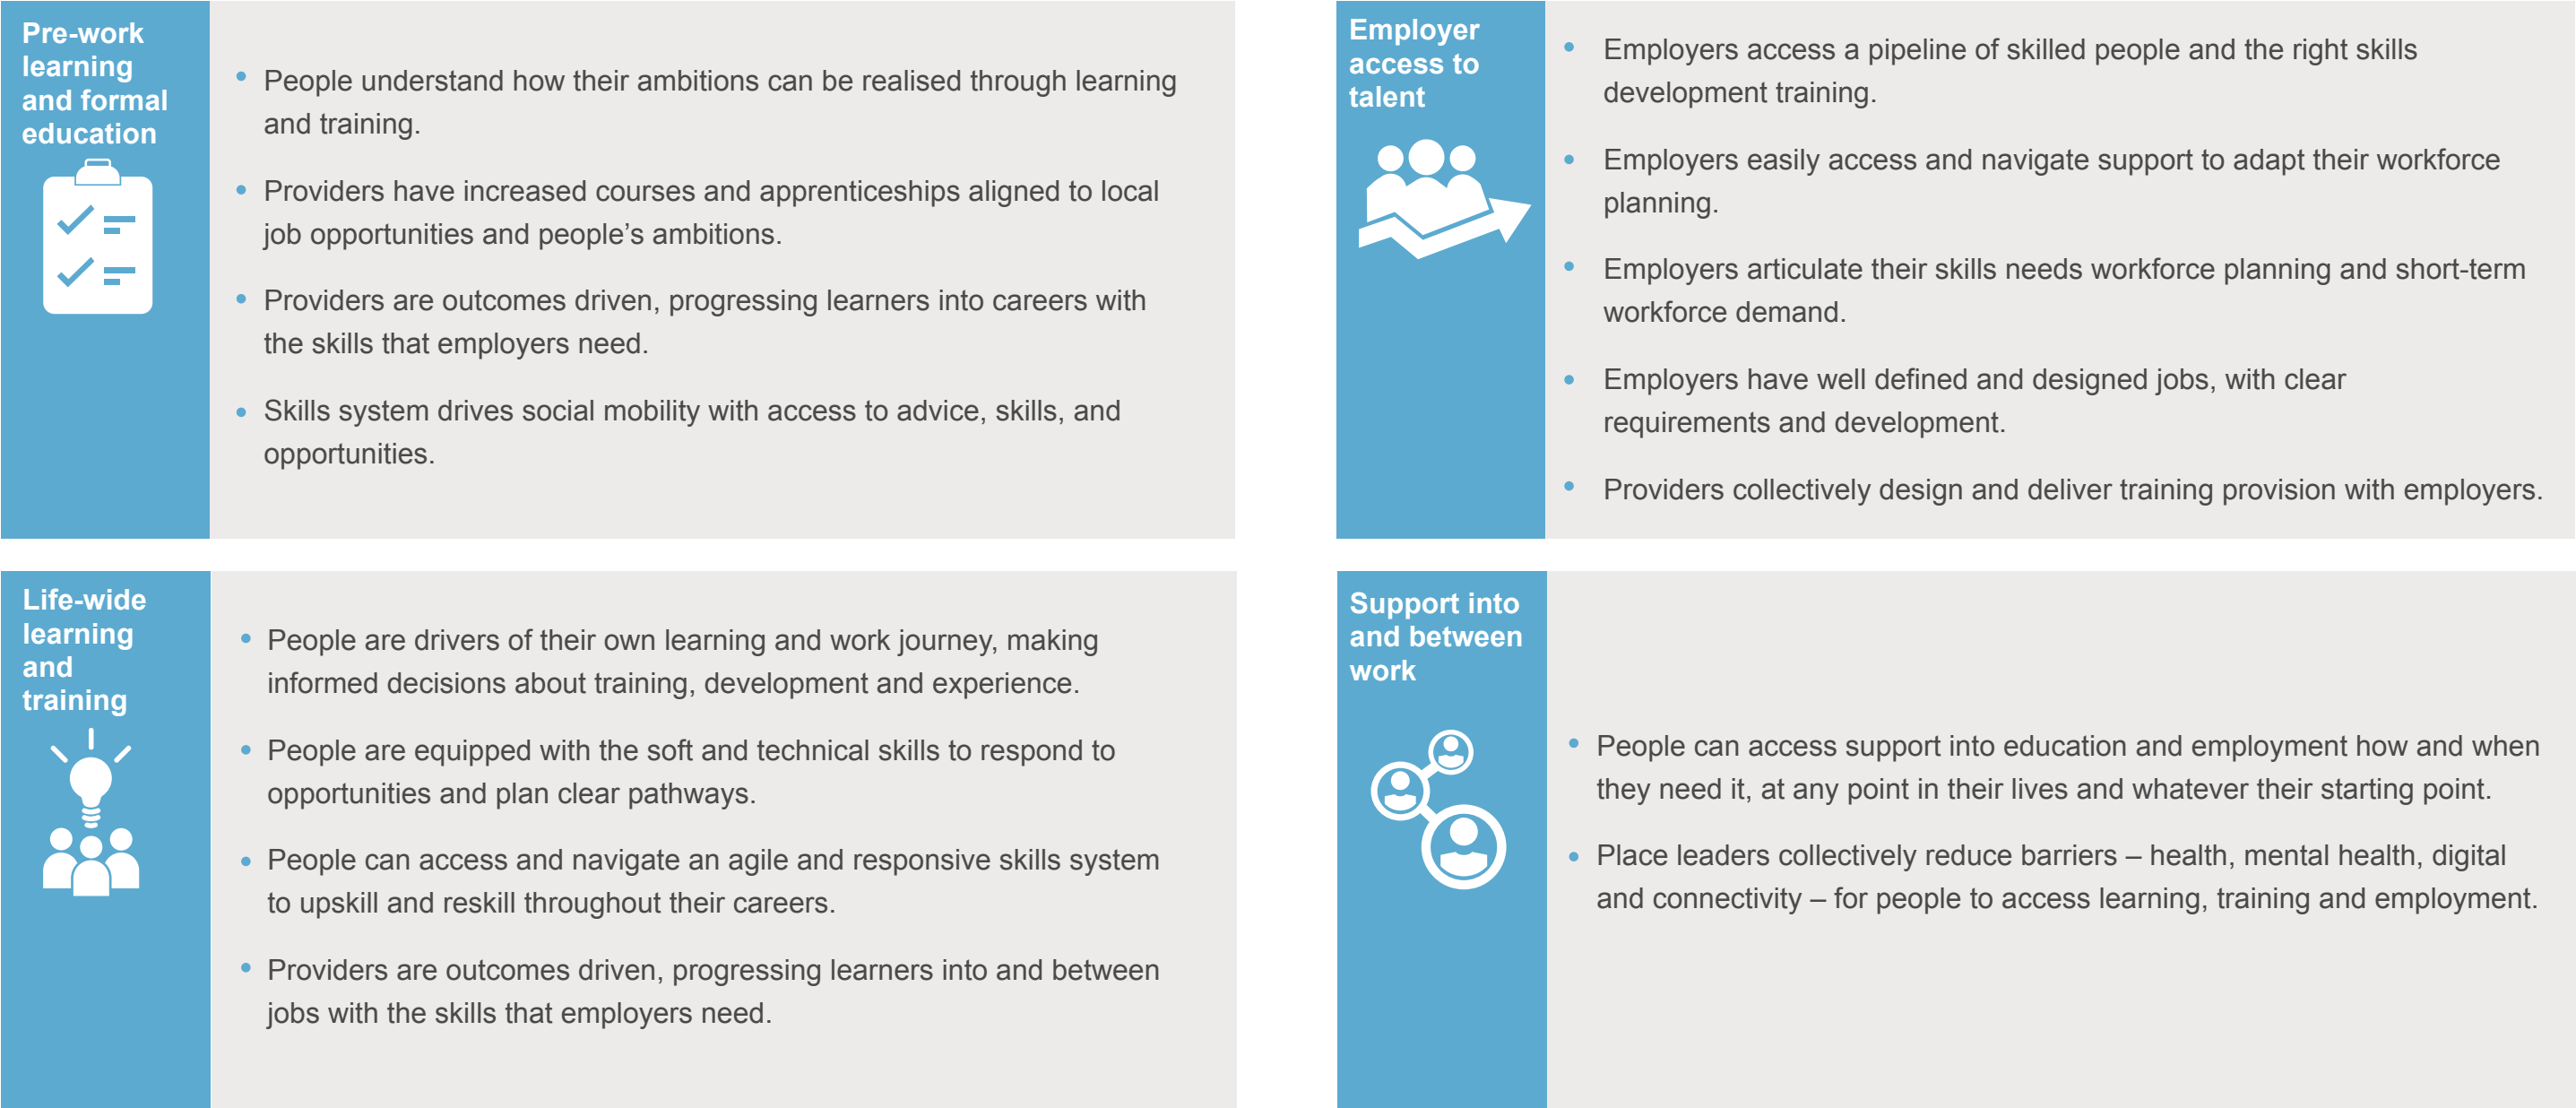 Pre-work
learning
and formal
education
• People understand how their ambitions can be realised through learning
and training.
• Providers have increased courses and apprenticeships aligned to local
job opportunities and people’s ambitions.
• Providers are outcomes driven, progressing learners into careers with
the skills that employers need.
• Skills system drives social mobility with access to advice, skills, and
opportunities.
Employer
access to
talent
• Employers access a pipeline of skilled people and the right skills
development training.
• Employers easily access and navigate support to adapt their workforce
planning.
• Employers articulate their skills needs workforce planning and short-term
workforce demand.
• Employers have well defined and designed jobs, with clear
requirements and development.
• Providers collectively design and deliver training provision with employers.
Life-wide
learning
and
training
• People are drivers of their own learning and work journey, making
informed decisions about training, development and experience.
• People are equipped with the soft and technical skills to respond to
opportunities and plan clear pathways.
• People can access and navigate an agile and responsive skills system
to upskill and reskill throughout their careers.
• Providers are outcomes driven, progressing learners into and between
jobs with the skills that employers need.
Support into
and between
work
• People can access support into education and employment how and when
they need it, at any point in their lives and whatever their starting point.
• Place leaders collectively reduce barriers – health, mental health, digital
and connectivity – for people to access learning, training and employment.